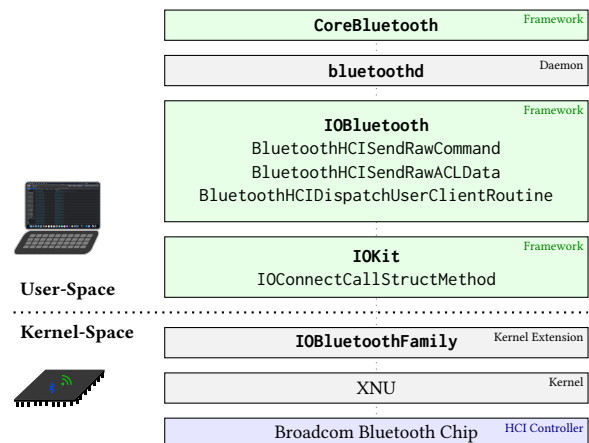 CoreBluetooth Framework
bluetoothd Daemon
Framework
IOBluetooth
BluetoothHCISendRawCommand
BluetoothHCISendRawACLData
BluetoothHCIDispatchUserClientRoutine
Framework
IOKit
IOConnectCallStructMethod
User-Space
Kernel-Space
IOBluetoothFamily Kernel Extension
XNU Kernel
Broadcom Bluetooth Chip HCI Controller